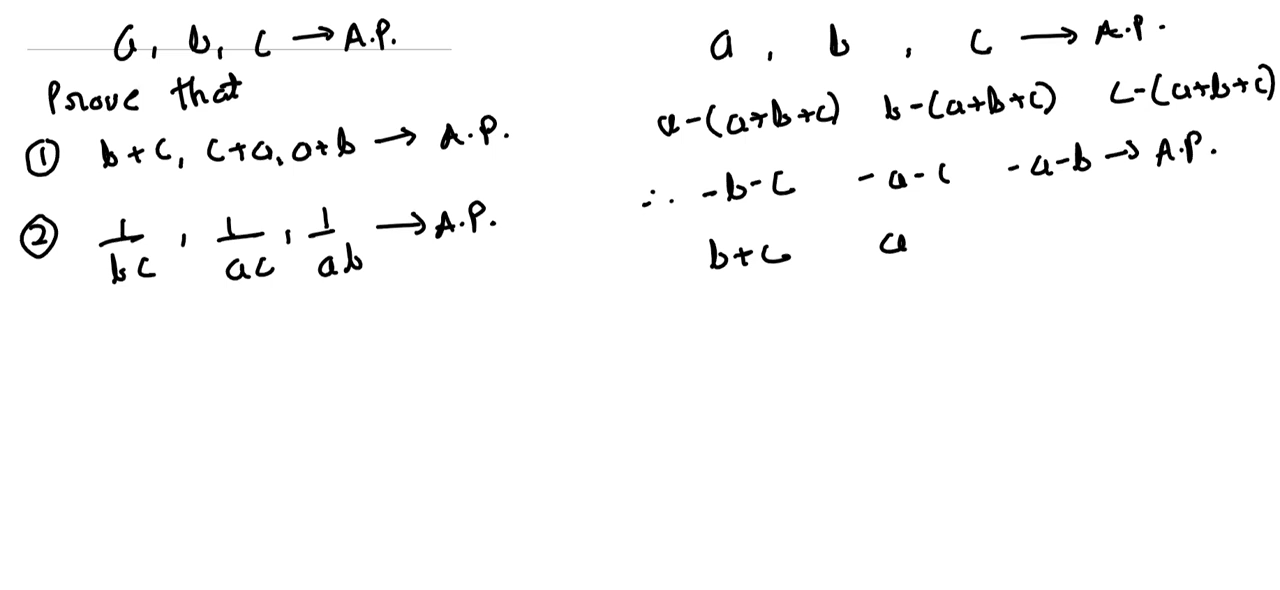 a, b, c → A.P.
Prove that
① b+c, c+a, a+b → A.P.
② 1/bc , 1/ac , 1/ab → A.P.
a , b , c → A.P.
a-(a+b+c) b-(a+b+c) c-(a+b+c)
∴ -b-c -a-c -a-b → A.P.
b+c a